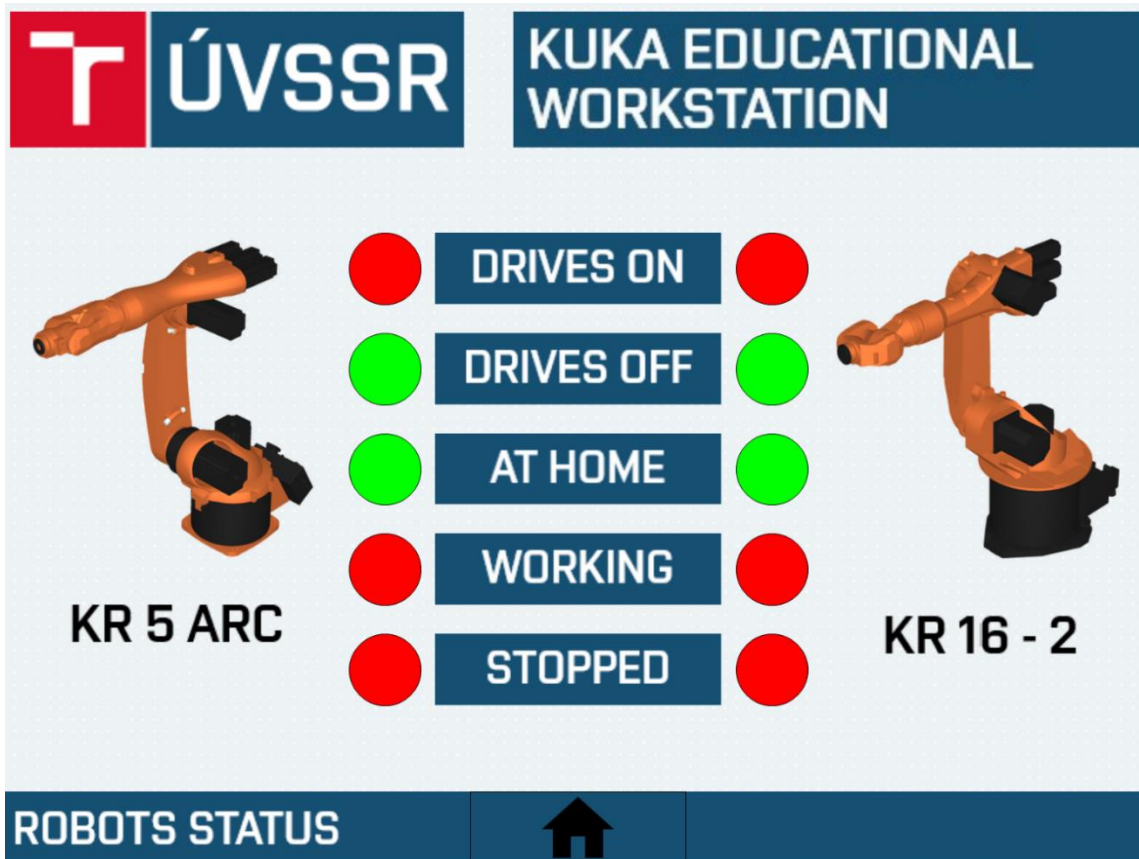 ÚVSSR
KUKA EDUCATIONAL
WORKSTATION
DRIVES ON
DRIVES OFF
AT HOME
WORKING
STOPPED
KR 5 ARC
KR 16 - 2
ROBOTS STATUS